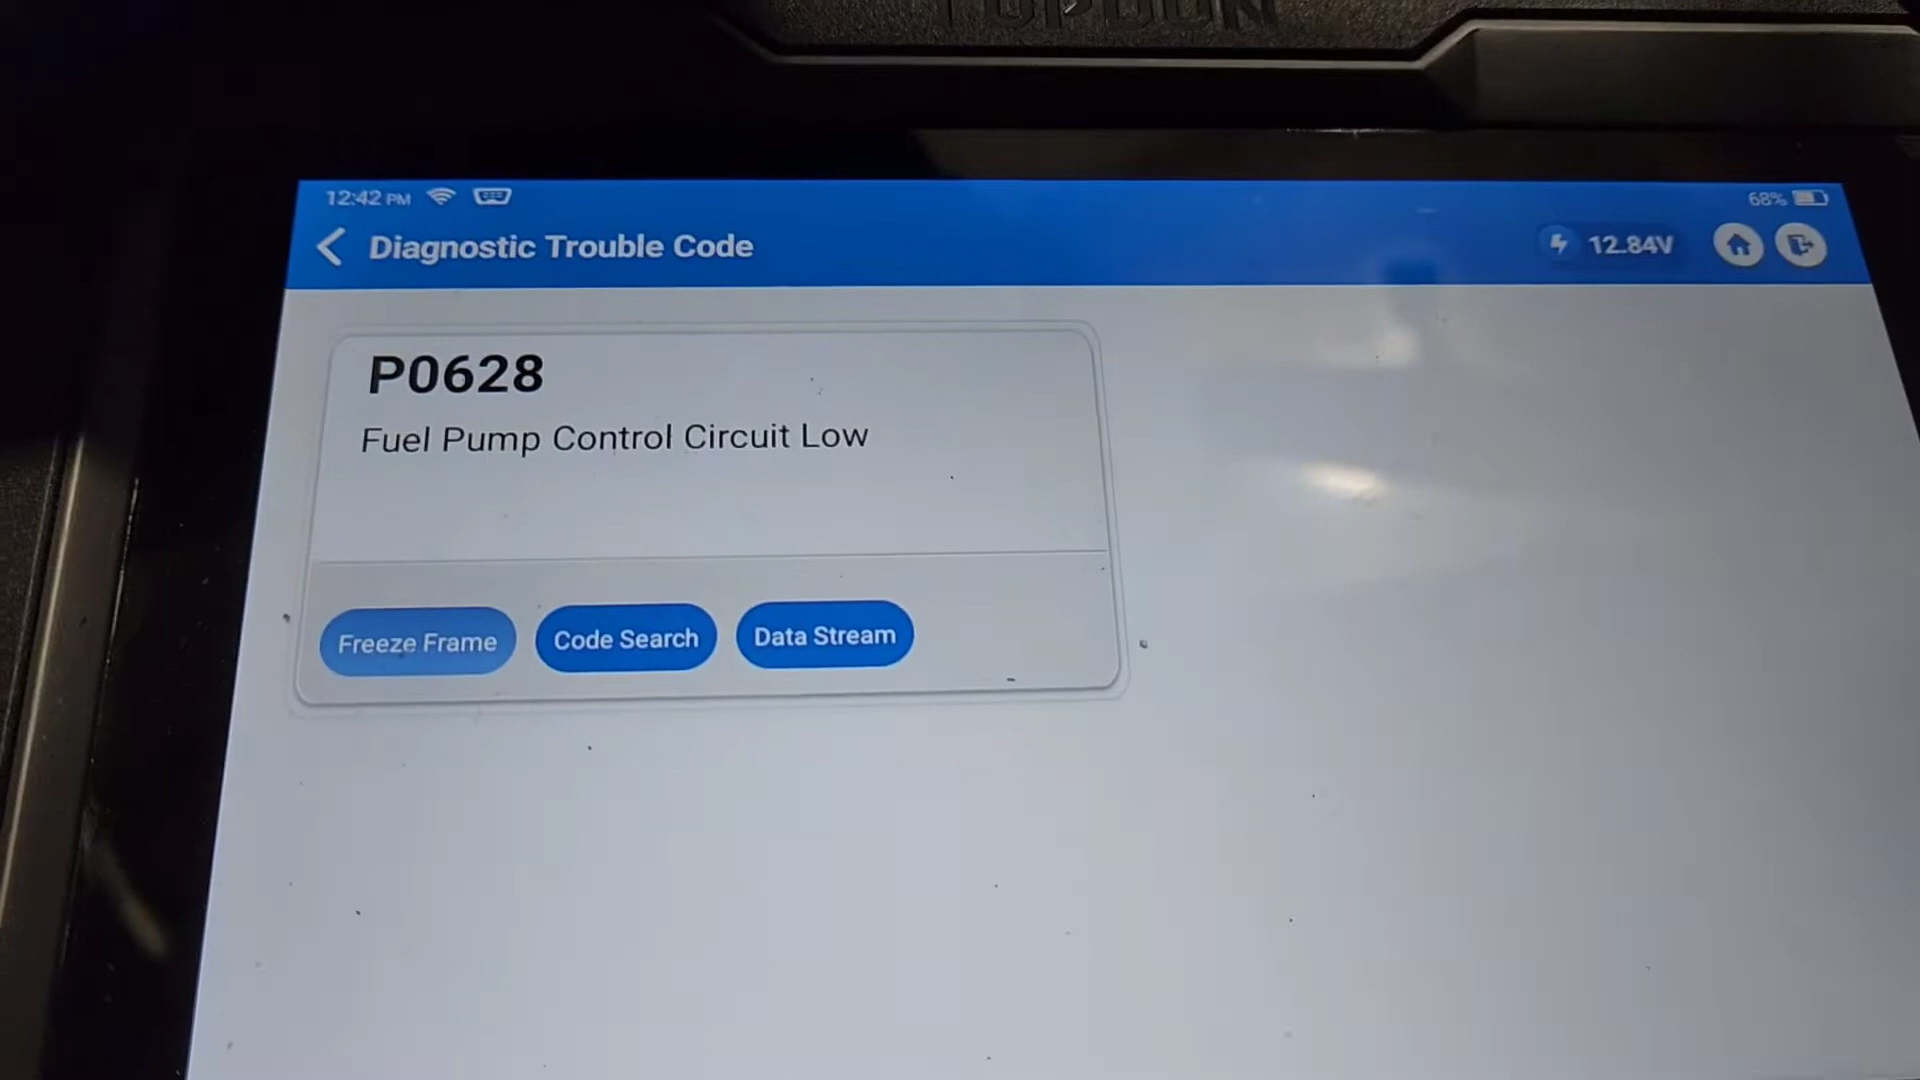 TOPDON
12:42 PM
68%
Diagnostic Trouble Code
12.84V
P0628
Fuel Pump Control Circuit Low
Freeze Frame
Code Search
Data Stream